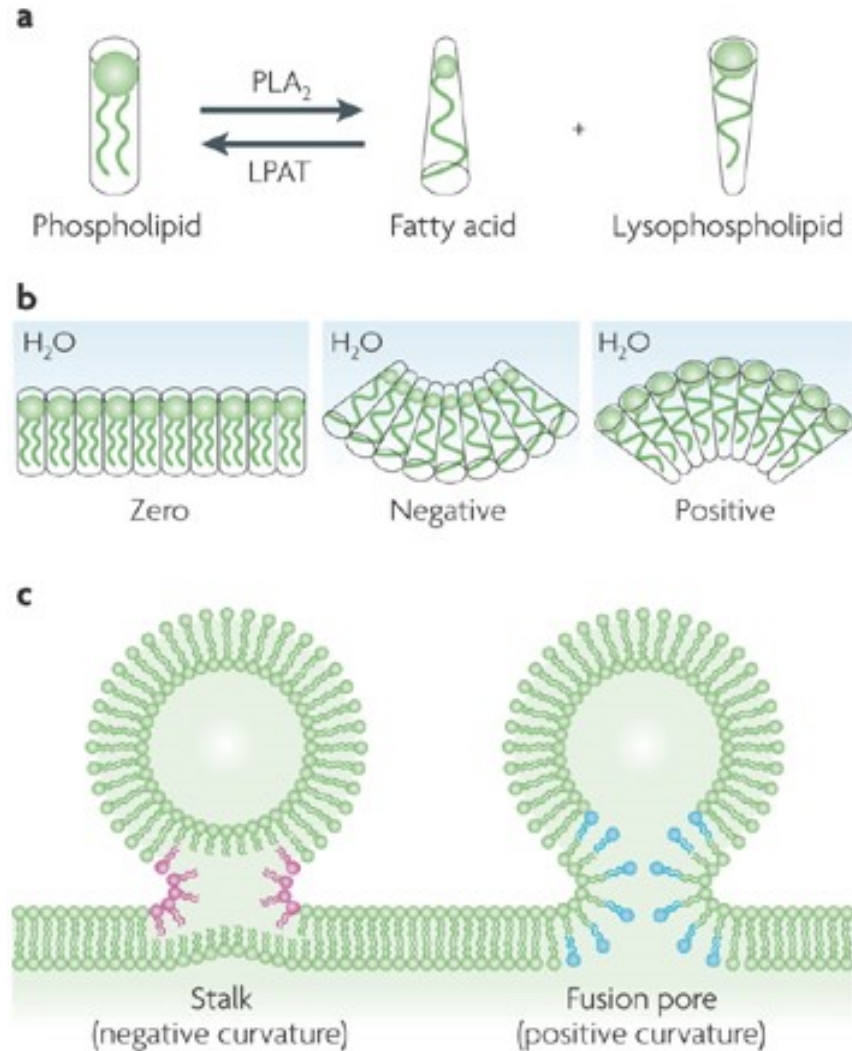 a
PLA₂
LPAT
+
Phospholipid
Fatty acid
Lysophospholipid
b
H₂O
H₂O
H₂O
Zero
Negative
Positive
c
Stalk
(negative curvature)
Fusion pore
(positive curvature)